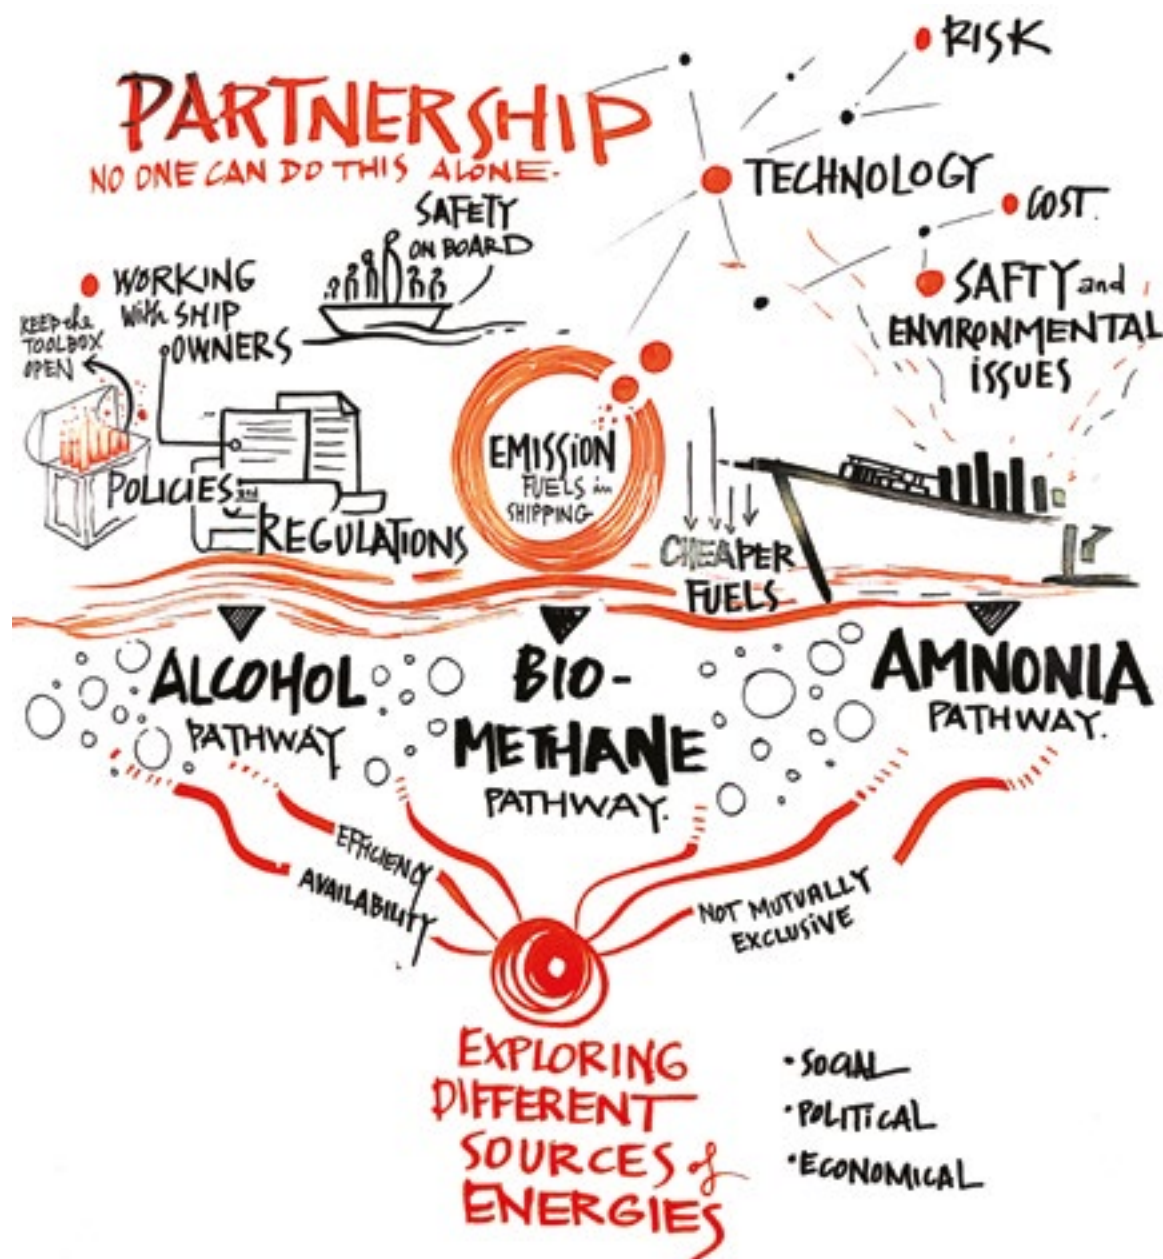 PARTNERSHIP
NO ONE CAN DO THIS ALONE.
RISK
TECHNOLOGY
COST.
SAFTY and
ENVIRONMENTAL
ISSUES
SAFETY
ON BOARD
WORKING
With SHIP
OWNERS
KEEP the
TOOLBOX
OPEN
POLICIES and
REGULATIONS
EMISSION
FUELS in
SHIPPING
CHEAPER
FUELS
ALCOHOL
PATHWAY
BIO-
METHANE
PATHWAY.
AMNONIA
PATHWAY.
EFFICIENCY
AVAILABILITY
NOT MUTUALLY
EXCLUSIVE
EXPLORING
DIFFERENT
SOURCES of
ENERGIES
• SOCIAL
• POLITICAL
• ECONOMICAL